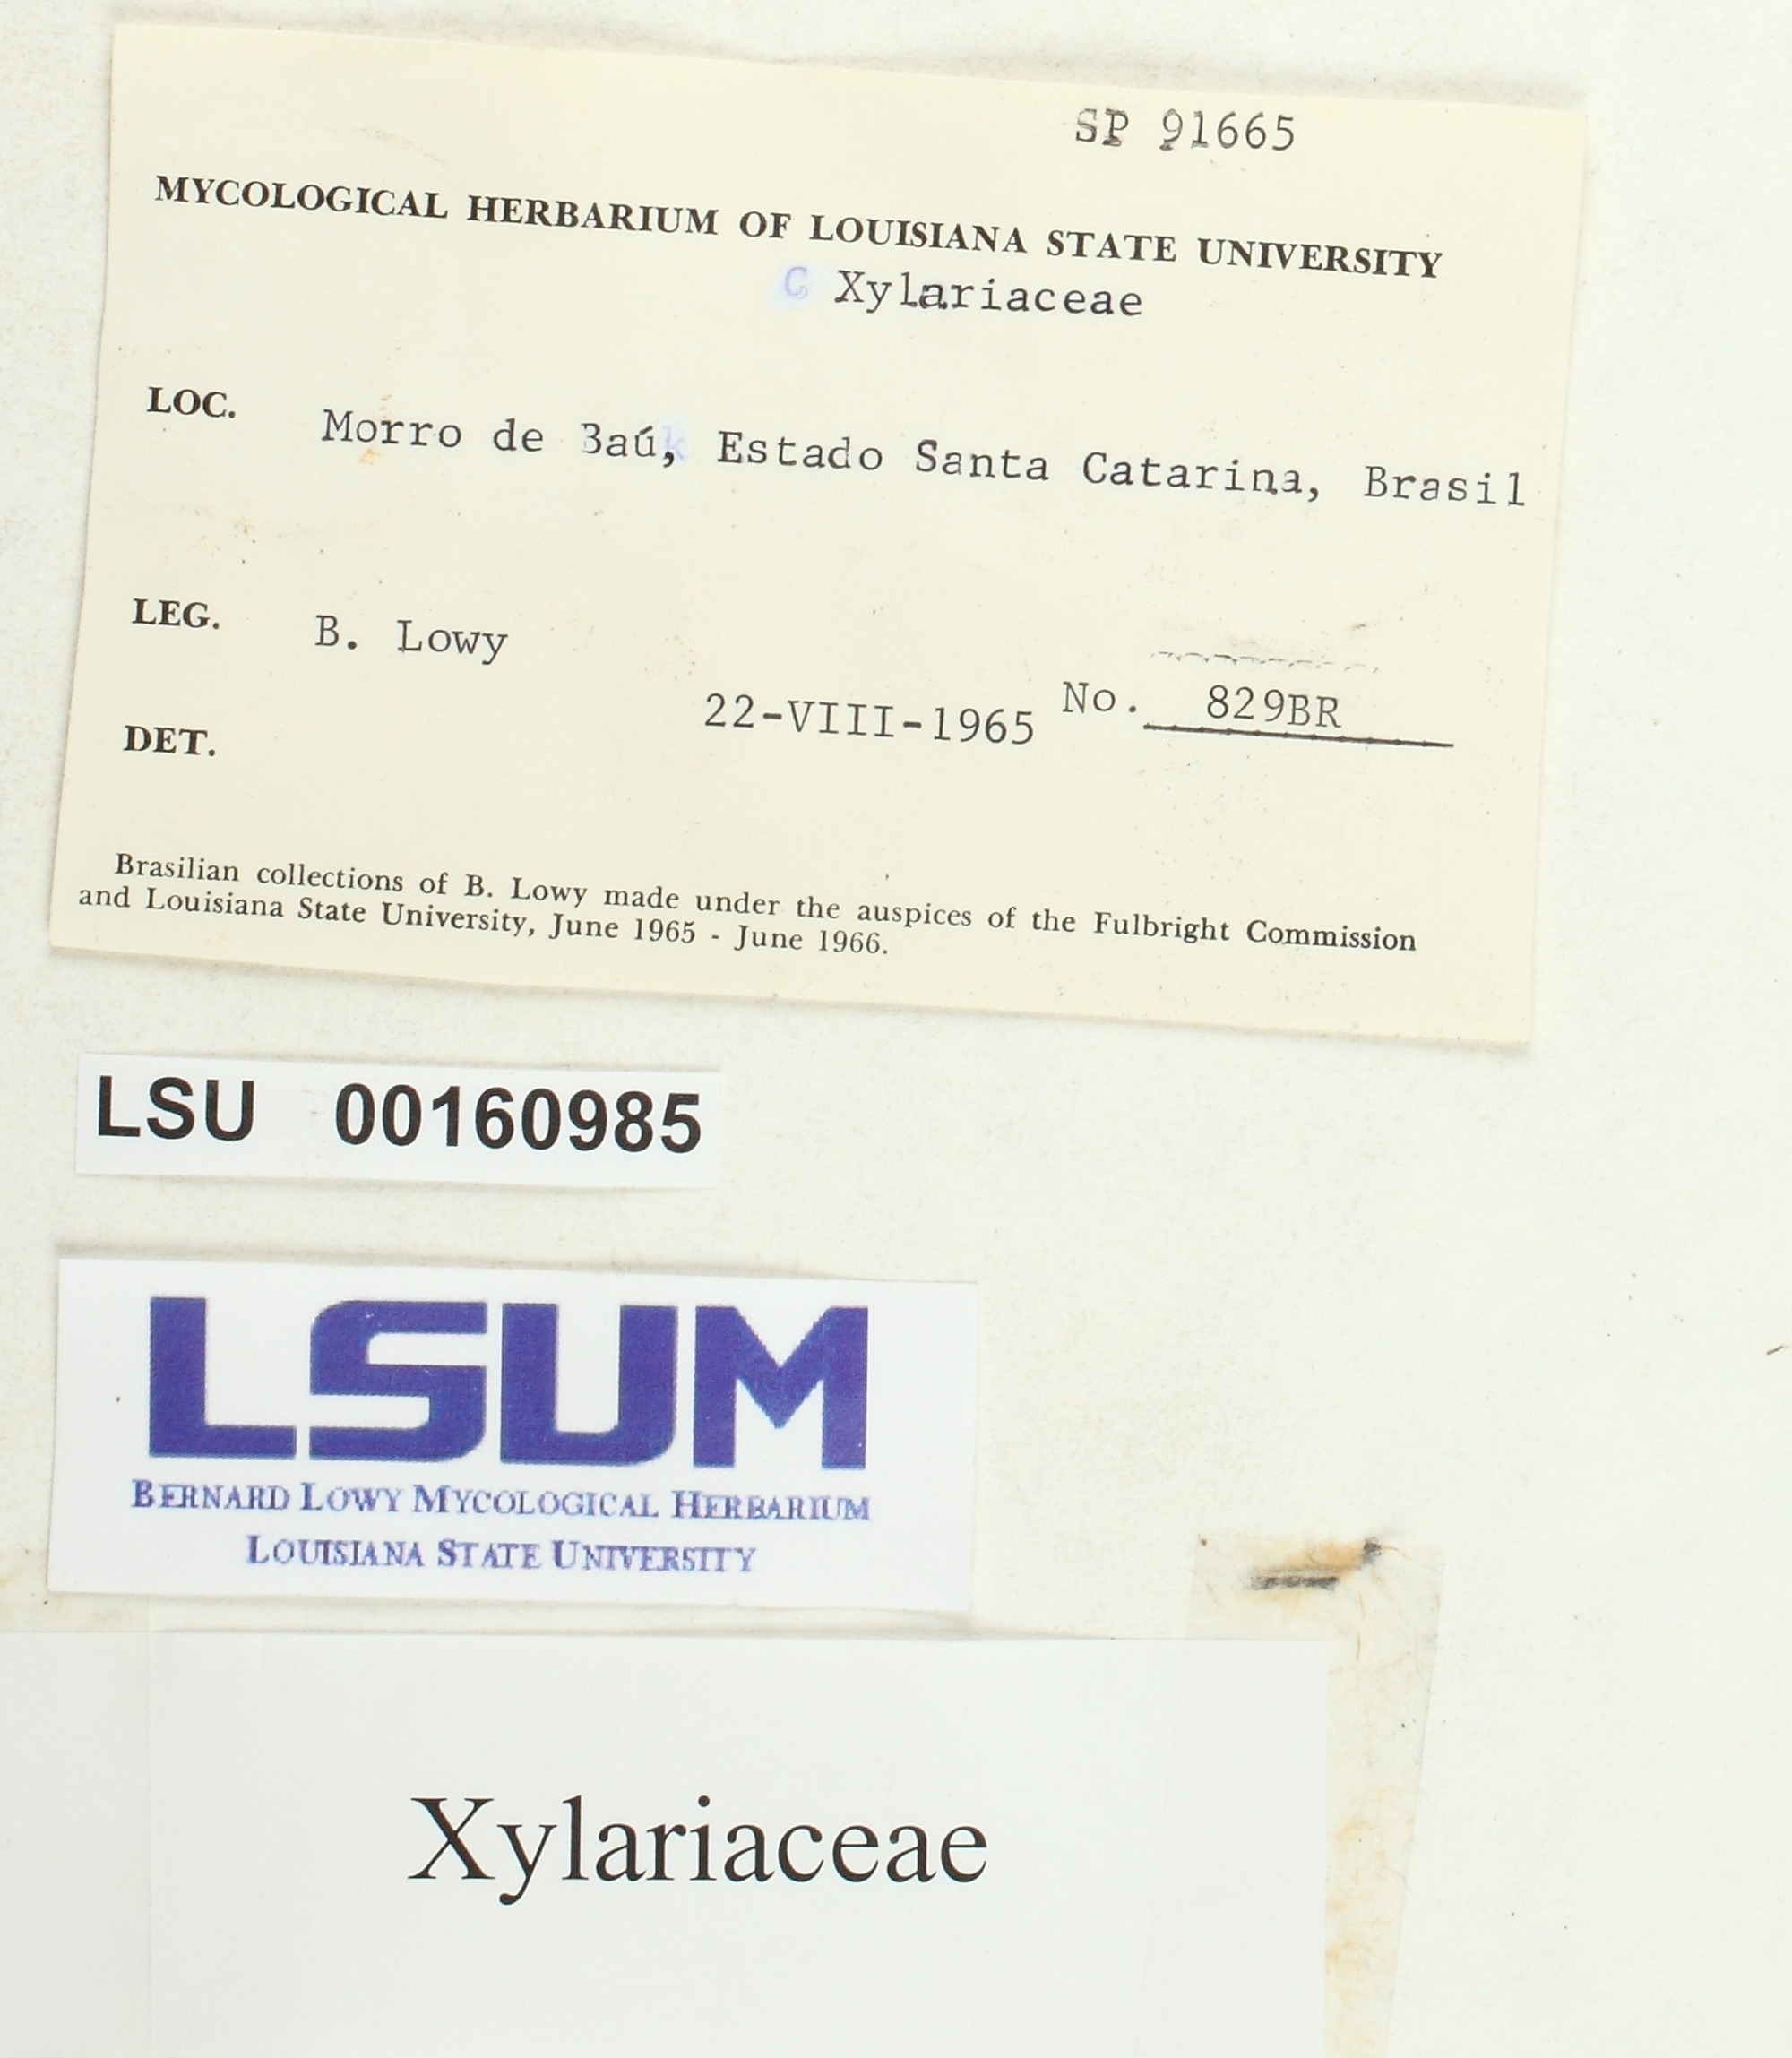 SP 91665
MYCOLOGICAL HERBARIUM OF LOUISIANA STATE UNIVERSITY
C Xylariaceae
LOC. Morro de Baú, Estado Santa Catarina, Brasil
LEG. B. Lowy
22-VIII-1965 No. 829BR
DET.
Brasilian collections of B. Lowy made under the auspices of the Fulbright Commission
and Louisiana State University, June 1965 - June 1966.
LSU 00160985
LSUM
BERNARD LOWY MYCOLOGICAL HERBARIUM
LOUISIANA STATE UNIVERSITY
Xylariaceae